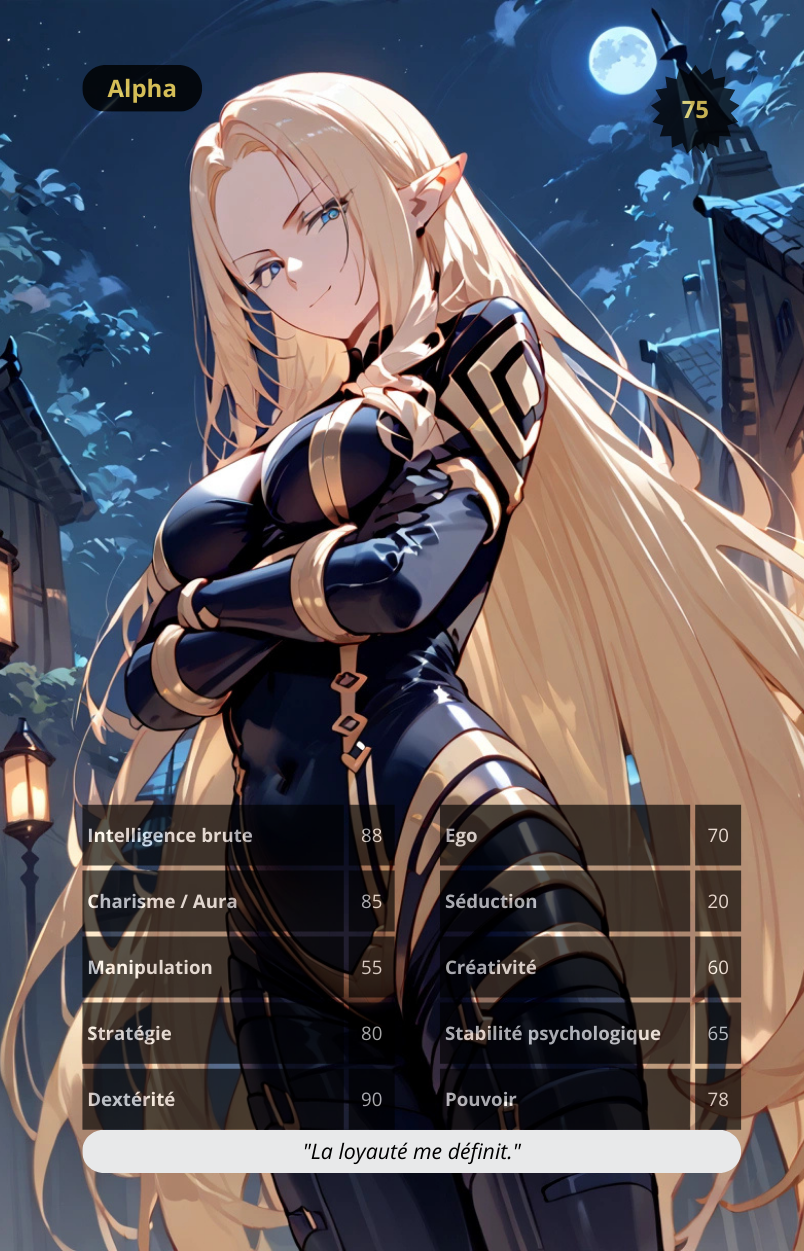 Alpha
75
Intelligence brute 88
Ego 70
Charisme / Aura 85
Séduction 20
Manipulation 55
Créativité 60
Stratégie 80
Stabilité psychologique 65
Dextérité 90
Pouvoir 78
"La loyauté me définit."